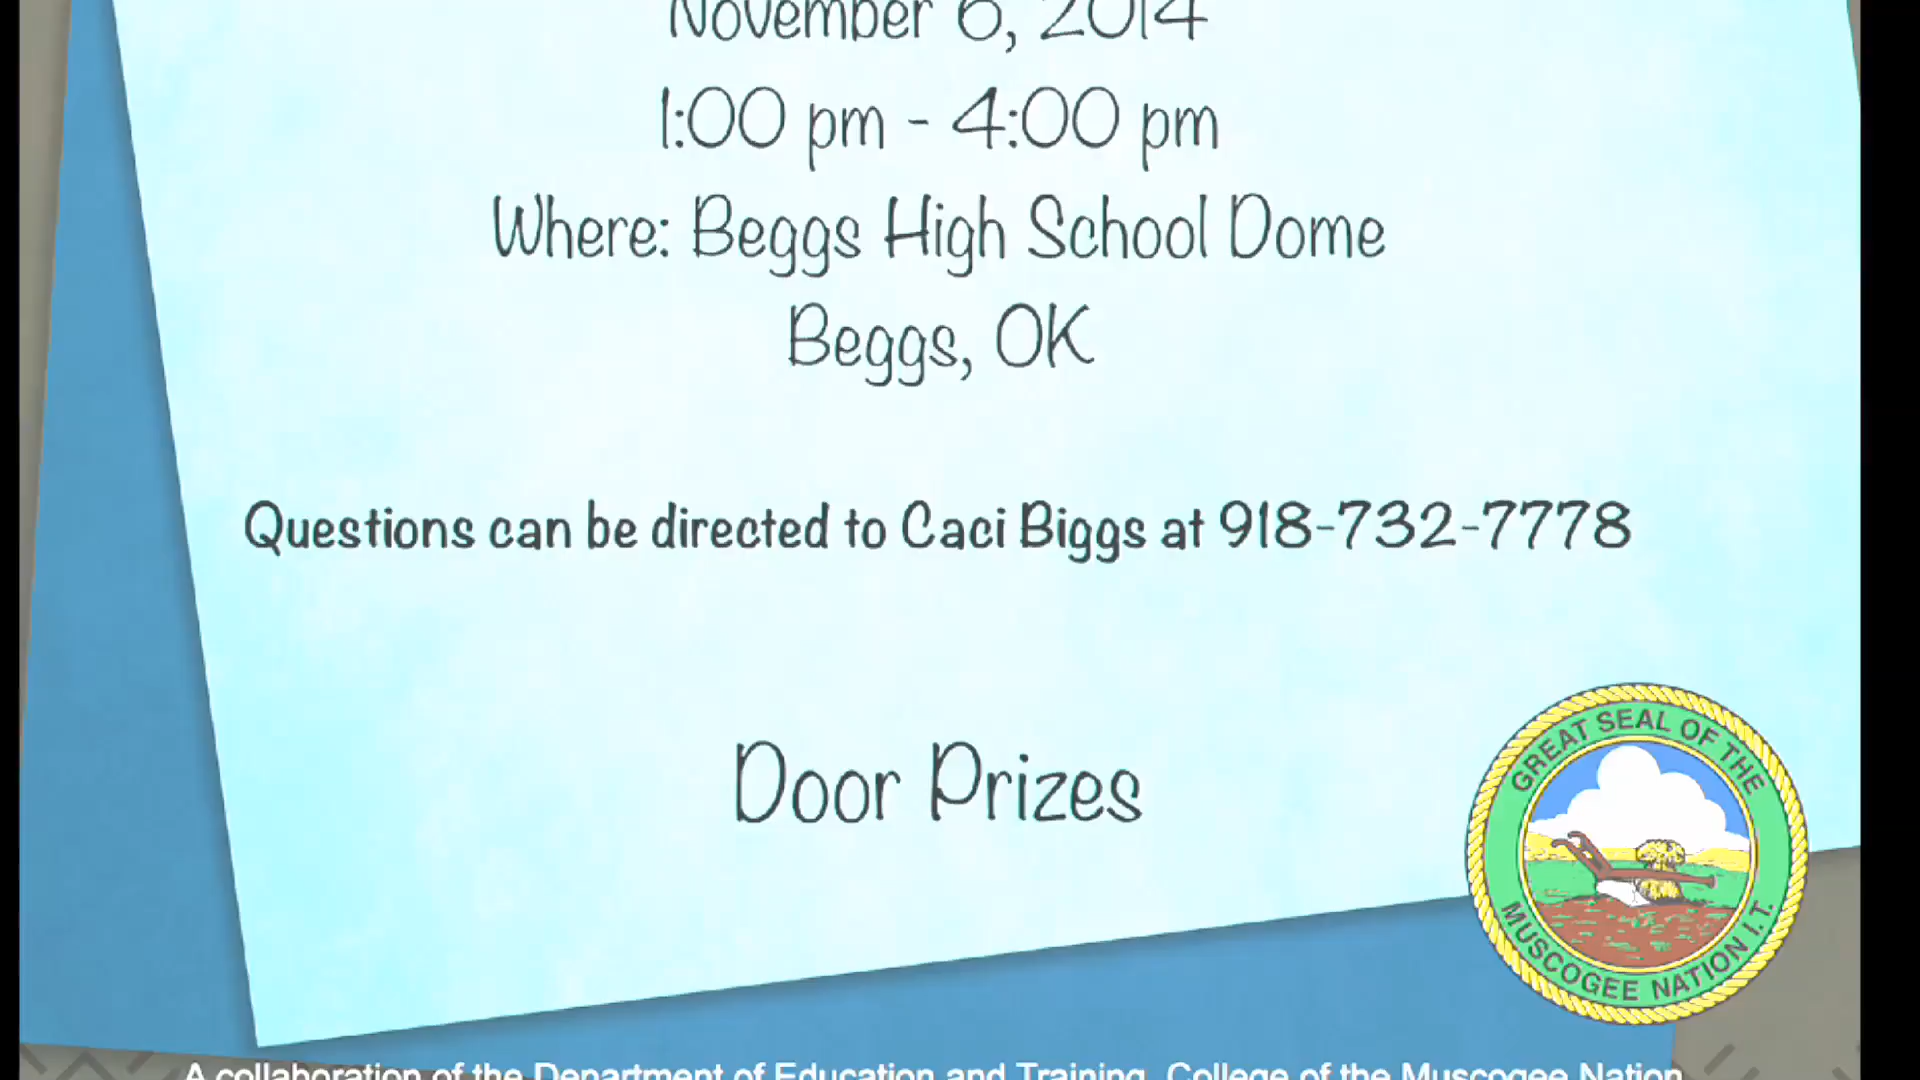 November 6, 2014
1:00 pm - 4:00 pm
Where: Beggs High School Dome
Beggs, OK
Questions can be directed to Caci Biggs at 918-732-7778
Door Prizes
GREAT SEAL OF THE
MUSCOGEE NATION I.T.
A collaboration of the Department of Education and Training, College of the Muscogee Nation